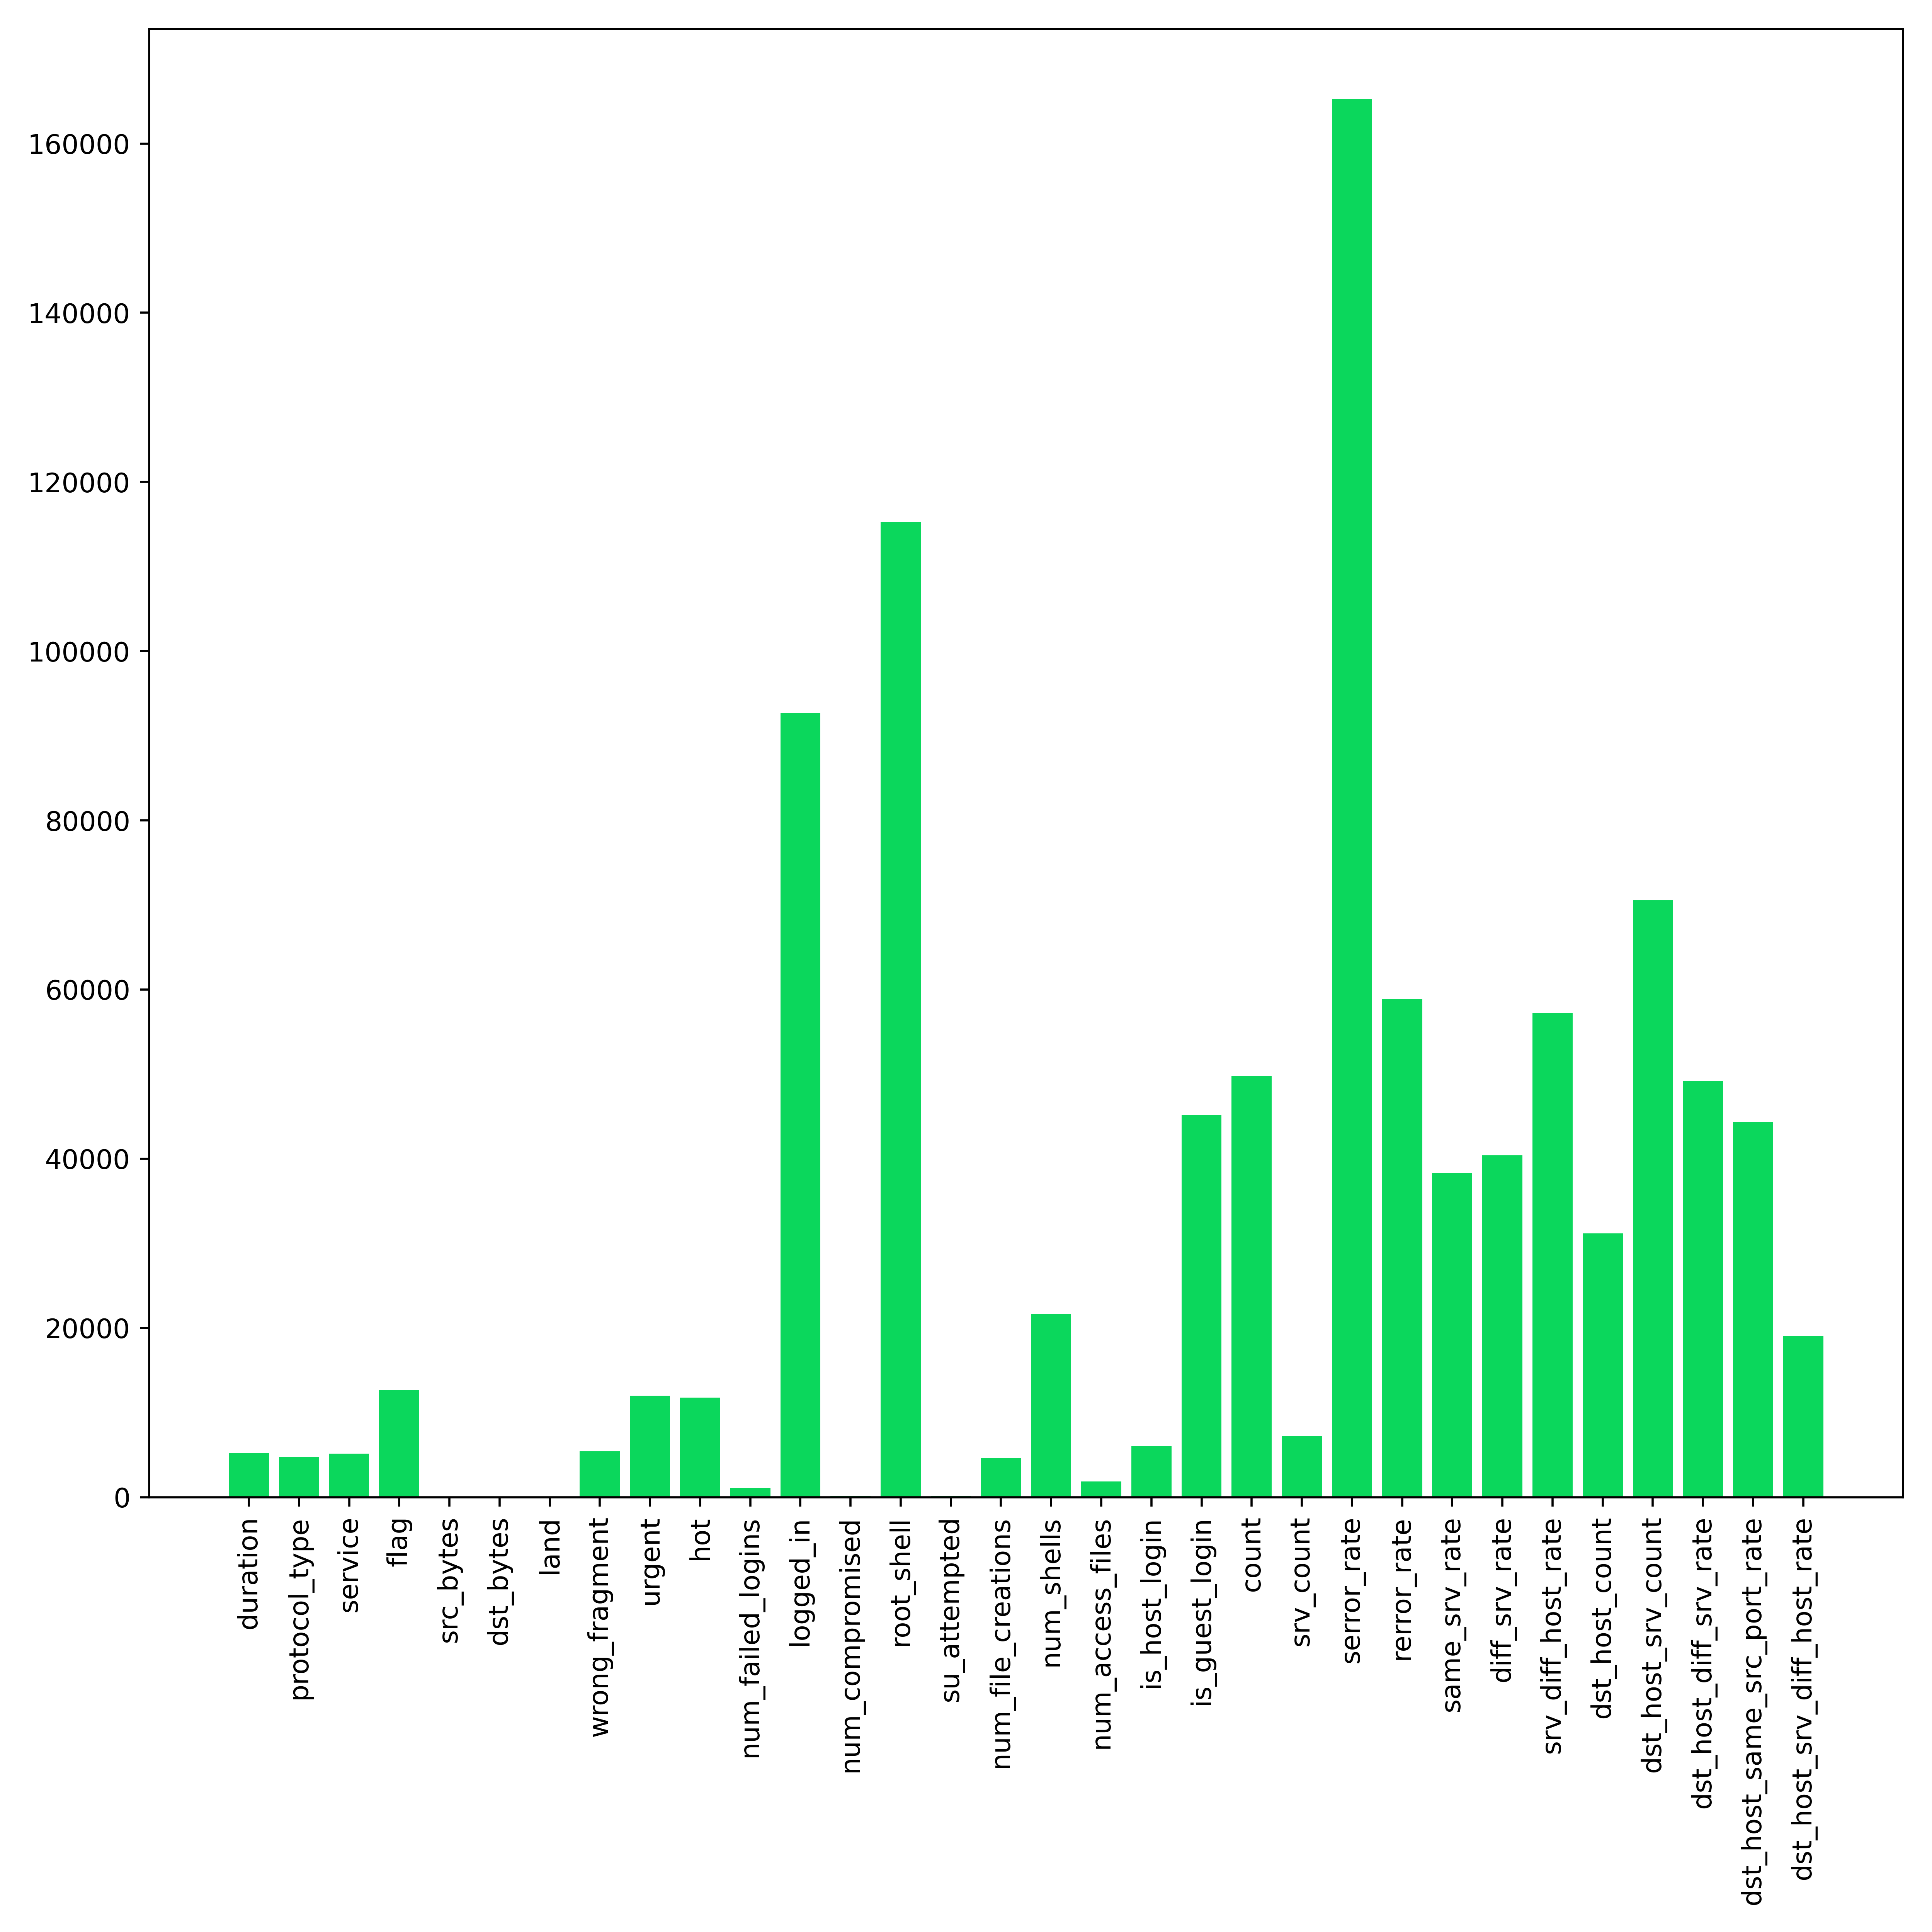 160000
140000
120000
100000
80000
60000
40000
20000
0
duration
protocol_type
service
flag
src_bytes
dst_bytes
land
wrong_fragment
urgent
hot
num_failed_logins
logged_in
num_compromised
root_shell
su_attempted
num_file_creations
num_shells
num_access_files
is_host_login
is_guest_login
count
srv_count
serror_rate
rerror_rate
same_srv_rate
diff_srv_rate
srv_diff_host_rate
dst_host_count
dst_host_srv_count
dst_host_diff_srv_rate
dst_host_same_src_port_rate
dst_host_srv_diff_host_rate